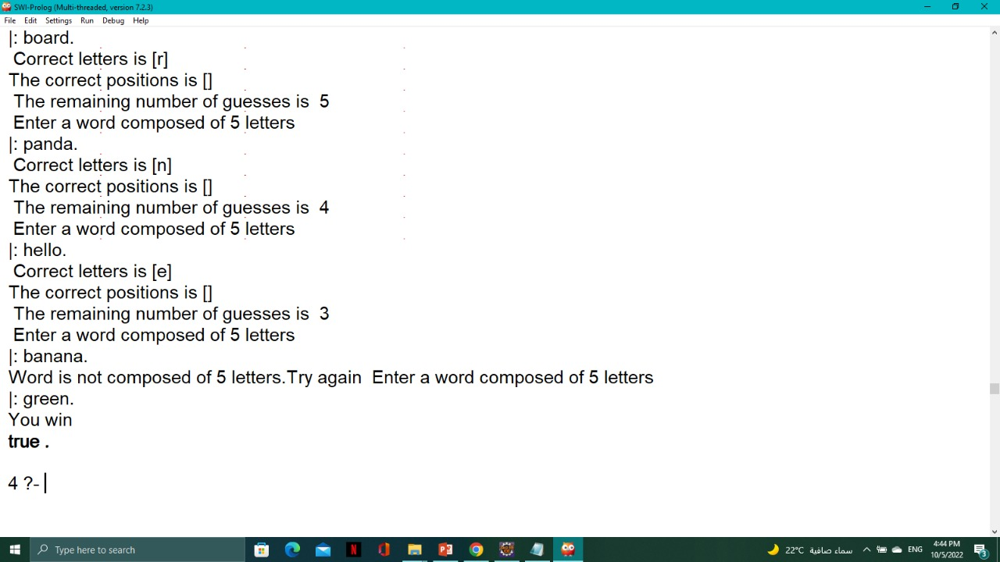 SWI-Prolog (Multi-threaded, version 7.2.3)
File Edit Settings Run Debug Help
|: board.
Correct letters is [r]
The correct positions is []
The remaining number of guesses is  5
Enter a word composed of 5 letters
|: panda.
Correct letters is [n]
The correct positions is []
The remaining number of guesses is  4
Enter a word composed of 5 letters
|: hello.
Correct letters is [e]
The correct positions is []
The remaining number of guesses is  3
Enter a word composed of 5 letters
|: banana.
Word is not composed of 5 letters.Try again  Enter a word composed of 5 letters
|: green.
You win
true .
4 ?-
Type here to search
22°C سماء صافية ENG 4:44 PM
10/5/2022 3